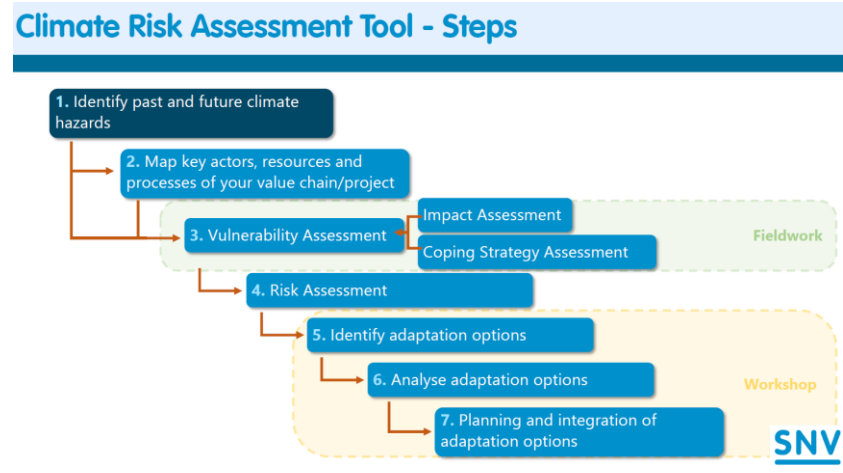 Climate Risk Assessment Tool - Steps
1. Identify past and future climate
hazards
2. Map key actors, resources and
processes of your value chain/project
3. Vulnerability Assessment
Impact Assessment
Coping Strategy Assessment
Fieldwork
4. Risk Assessment
5. Identify adaptation options
6. Analyse adaptation options
Workshop
7. Planning and integration of
adaptation options
SNV